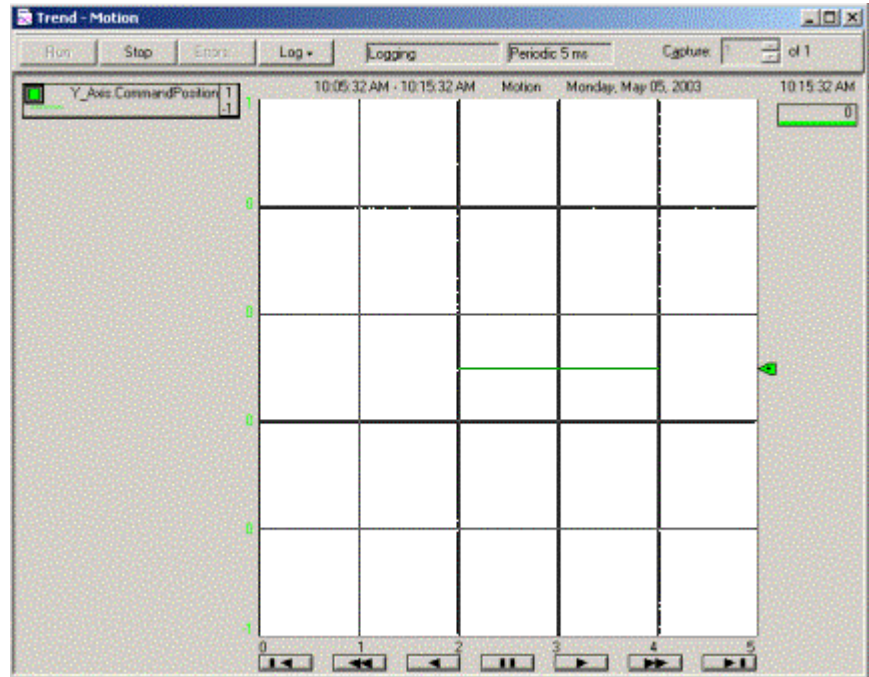 Trend - Motion
Run Stop Errors Log Logging Periodic 5 ms Capture: 1 of 1
Y_Axis.CommandPosition 1
-1
10:05:32 AM - 10:15:32 AM Motion Monday, May 05, 2003 10:15:32 AM
0
1
0
0
0
0
-1
0 1 2 3 4 5